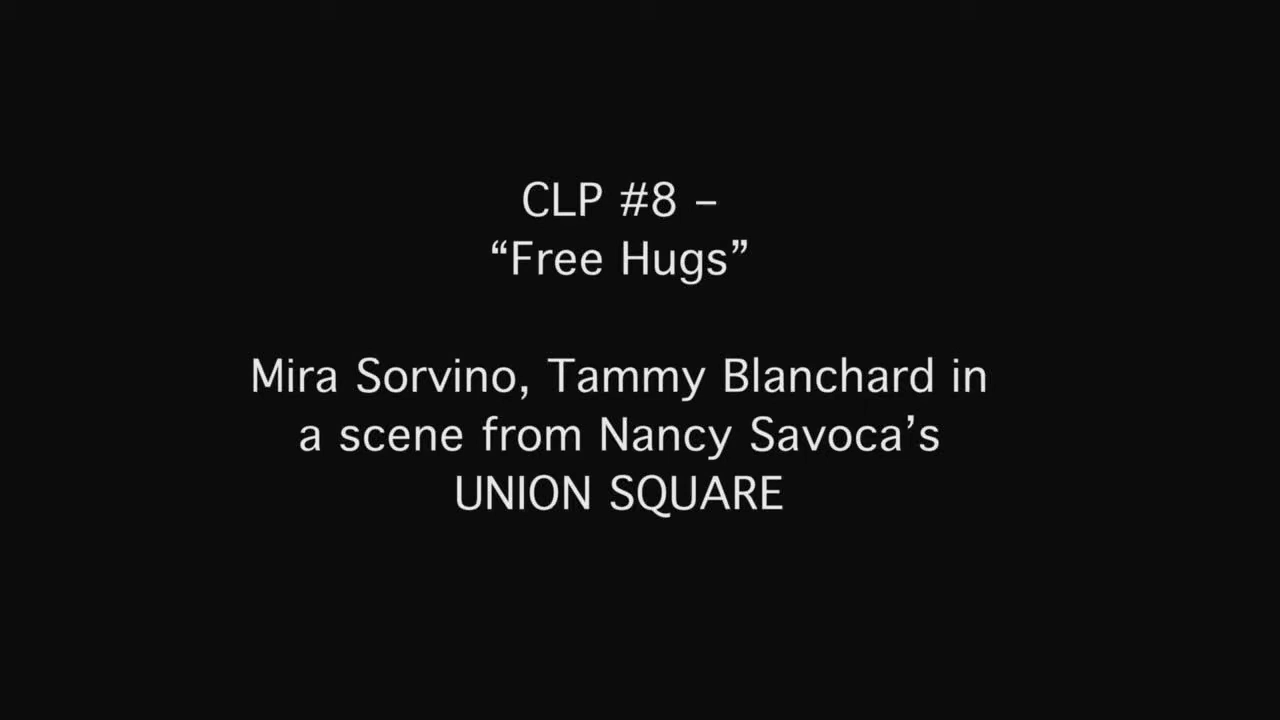 CLP #8 –
“Free Hugs”
Mira Sorvino, Tammy Blanchard in
a scene from Nancy Savoca’s
UNION SQUARE